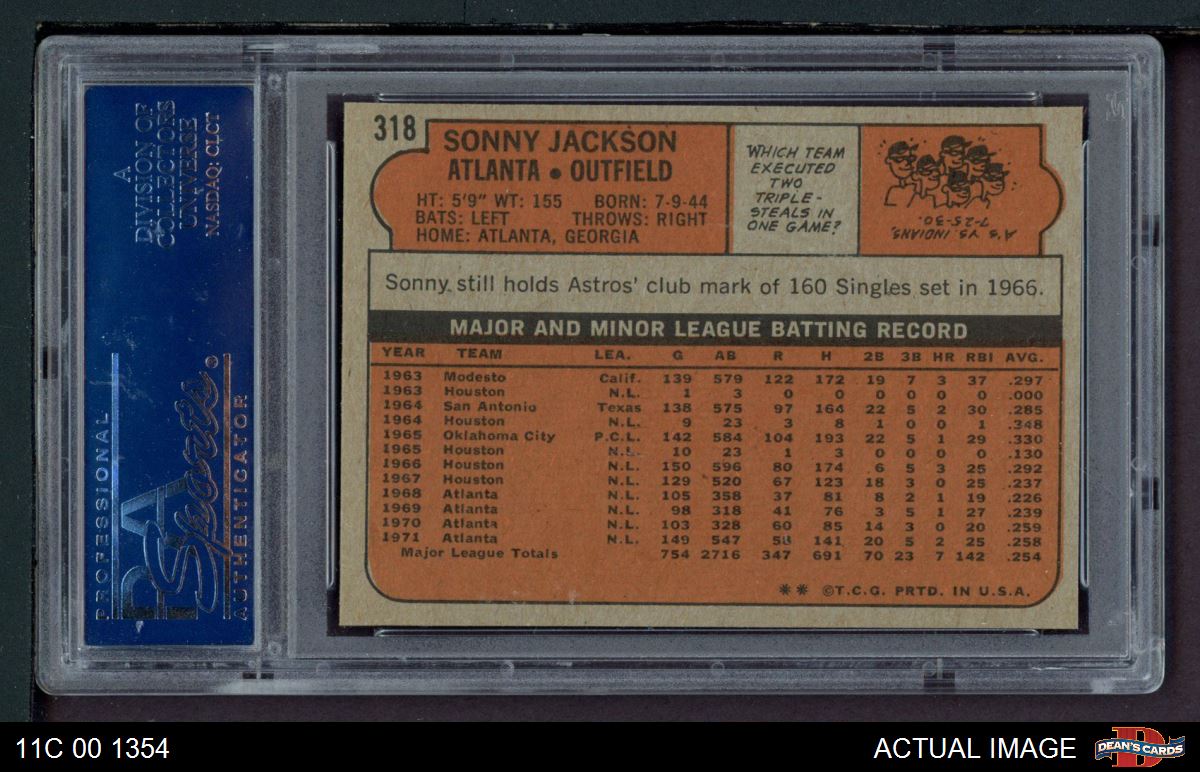 A
DIVISION OF
COLLECTORS
UNIVERSE
NASDAQ: CLCT
PROFESSIONAL
PSA
Sports
AUTHENTICATOR
318
SONNY JACKSON
ATLANTA • OUTFIELD
HT: 5'9" WT: 155 BORN: 7-9-44
BATS: LEFT THROWS: RIGHT
HOME: ATLANTA, GEORGIA
WHICH TEAM
EXECUTED
TWO
TRIPLE-
STEALS IN
ONE GAME?
A's VS. INDIANS,
7-25-30.
Sonny still holds Astros' club mark of 160 Singles set in 1966.
MAJOR AND MINOR LEAGUE BATTING RECORD
YEAR TEAM LEA. G AB R H 2B 3B HR RBI AVG.
1963 Modesto Calif. 139 579 122 172 19 7 3 37 .297
1963 Houston N.L. 1 3 0 0 0 0 0 0 .000
1964 San Antonio Texas 138 575 97 164 22 5 2 30 .285
1964 Houston N.L. 9 23 3 8 1 0 0 1 .348
1965 Oklahoma City P.C.L. 142 584 104 193 22 5 1 29 .330
1965 Houston N.L. 10 23 1 3 0 0 0 0 .130
1966 Houston N.L. 150 596 80 174 6 5 3 25 .292
1967 Houston N.L. 129 520 67 123 18 3 0 25 .237
1968 Atlanta N.L. 105 358 37 81 8 2 1 19 .226
1969 Atlanta N.L. 98 318 41 76 3 5 1 27 .239
1970 Atlanta N.L. 103 328 60 85 14 3 0 20 .259
1971 Atlanta N.L. 149 547 58 141 20 5 2 25 .258
Major League Totals 754 2716 347 691 70 23 7 142 .254
** ©T.C.G. PRTD. IN U.S.A.
11C 00 1354
ACTUAL IMAGE
DEAN'S CARDS